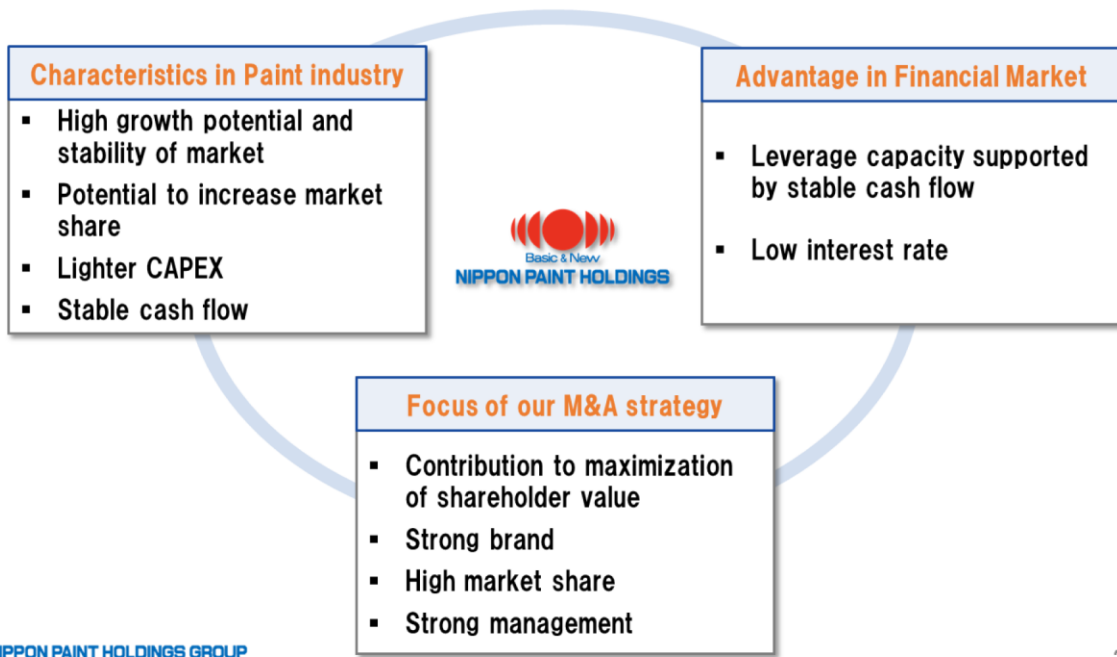 Characteristics in Paint industry
▪ High growth potential and
stability of market
▪ Potential to increase market
share
▪ Lighter CAPEX
▪ Stable cash flow
Advantage in Financial Market
▪ Leverage capacity supported
by stable cash flow
▪ Low interest rate
Basic & New
NIPPON PAINT HOLDINGS
Focus of our M&A strategy
▪ Contribution to maximization
of shareholder value
▪ Strong brand
▪ High market share
▪ Strong management
NIPPON PAINT HOLDINGS GROUP